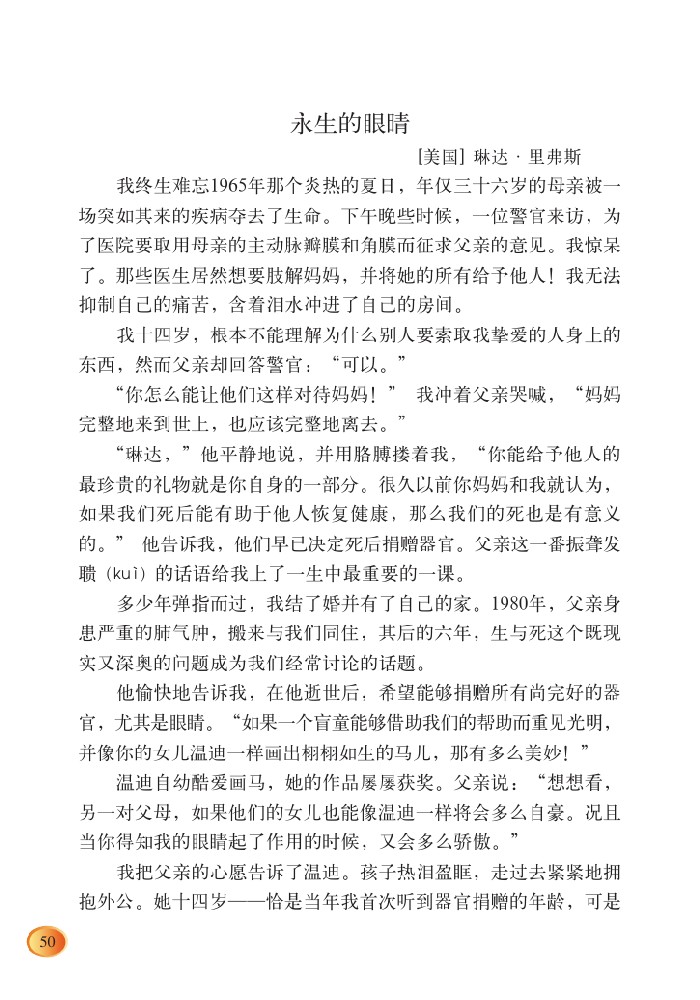 永生的眼睛
[美国] 琳达·里弗斯
我终生难忘1965年那个炎热的夏日，年仅三十六岁的母亲被一
场突如其来的疾病夺去了生命。下午晚些时候，一位警官来访，为
了医院要取用母亲的主动脉瓣膜和角膜而征求父亲的意见。我惊呆
了。那些医生居然想要肢解妈妈，并将她的所有给予他人！我无法
抑制自己的痛苦，含着泪水冲进了自己的房间。
我十四岁，根本不能理解为什么别人要索取我挚爱的人身上的
东西，然而父亲却回答警官：“可以。”
“你怎么能让他们这样对待妈妈！” 我冲着父亲哭喊，“妈妈
完整地来到世上，也应该完整地离去。”
“琳达，”他平静地说，并用胳膊搂着我，“你能给予他人的
最珍贵的礼物就是你自身的一部分。很久以前你妈妈和我就认为，
如果我们死后能有助于他人恢复健康，那么我们的死也是有意义
的。” 他告诉我，他们早已决定死后捐赠器官。父亲这一番振聋发
聩（kuì）的话语给我上了一生中最重要的一课。
多少年弹指而过，我结了婚并有了自己的家。1980年，父亲身
患严重的肺气肿，搬来与我们同住，其后的六年，生与死这个既现
实又深奥的问题成为我们经常讨论的话题。
他愉快地告诉我，在他逝世后，希望能够捐赠所有尚完好的器
官，尤其是眼睛。“如果一个盲童能够借助我们的帮助而重见光明，
并像你的女儿温迪一样画出栩栩如生的马儿，那有多么美妙！”
温迪自幼酷爱画马，她的作品屡屡获奖。父亲说：“想想看，
另一对父母，如果他们的女儿也能像温迪一样将会多么自豪。况且
当你得知我的眼睛起了作用的时候，又会多么骄傲。”
我把父亲的心愿告诉了温迪。孩子热泪盈眶，走过去紧紧地拥
抱外公。她十四岁——恰是当年我首次听到器官捐赠的年龄，可是
50